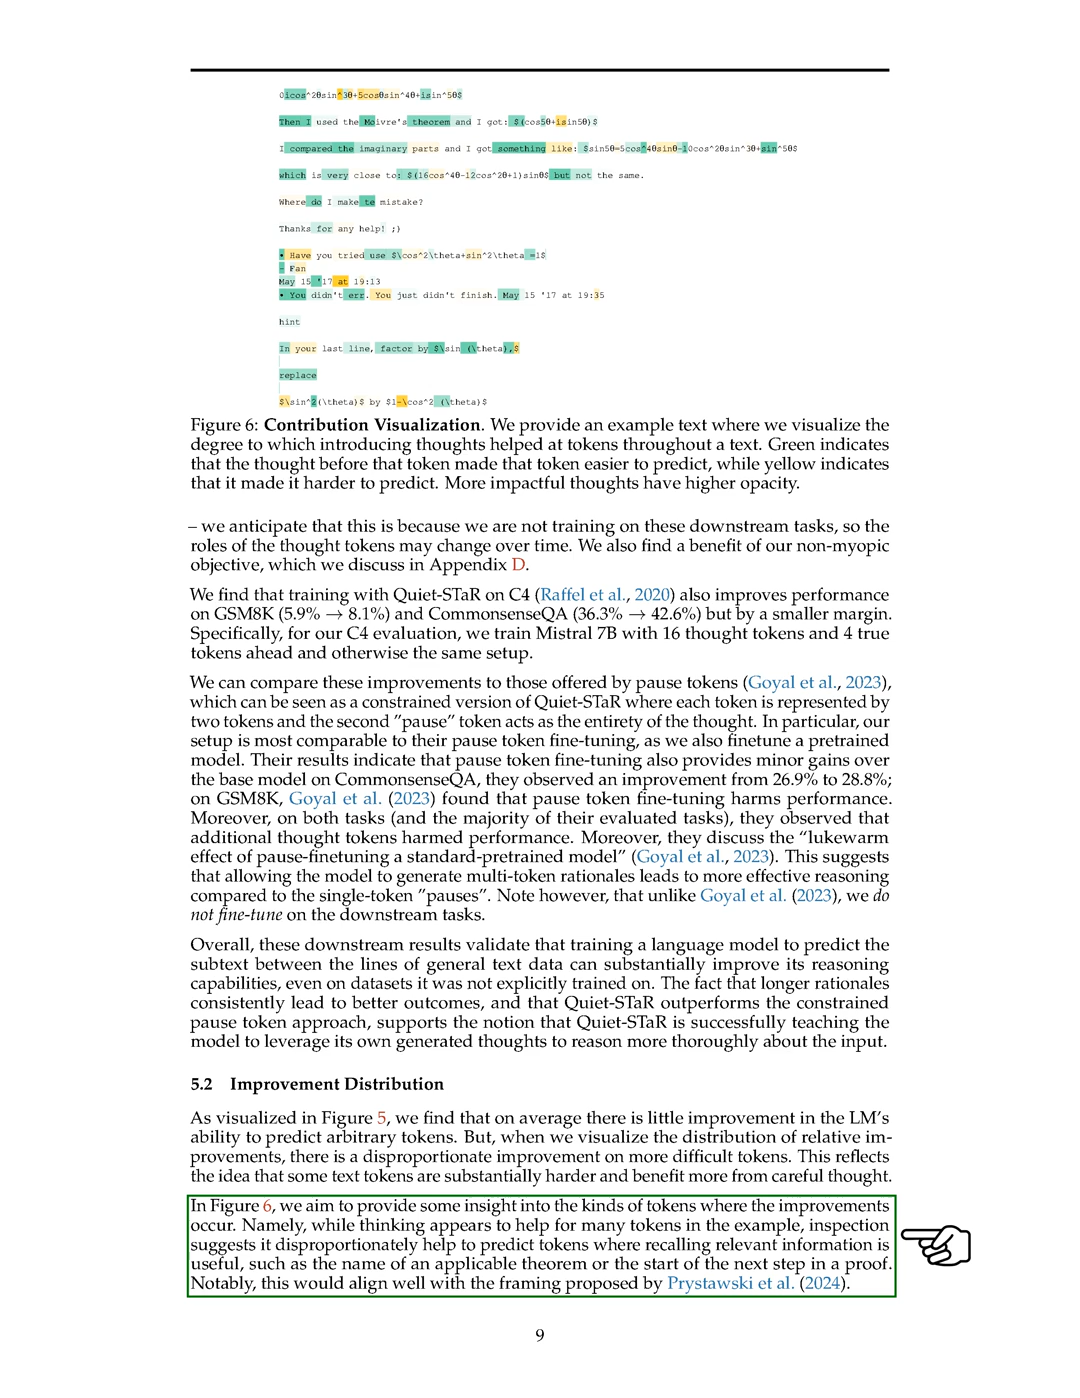 0icos^2θsin^3θ+5cosθsin^4θ+isin^5θ$
Then I used the Moivre's theorem and I got: $(cos5θ+isin5θ)$
I compared the imaginary parts and I got something like: $sin5θ=5cos^4θsinθ-10cos^2θsin^3θ+sin^5θ$
which is very close to: $(16cos^4θ-12cos^2θ+1)sinθ$ but not the same.
Where do I make te mistake?
Thanks for any help! ;)
• Have you tried use $\cos^2\theta+sin^2\theta =1$
– Fan
May 15 '17 at 19:13
• You didn't err. You just didn't finish. May 15 '17 at 19:35
hint
In your last line, factor by $\sin (\theta),$
replace
$\sin^2(\theta)$ by $1-\cos^2 (\theta)$
Figure 6: Contribution Visualization. We provide an example text where we visualize the
degree to which introducing thoughts helped at tokens throughout a text. Green indicates
that the thought before that token made that token easier to predict, while yellow indicates
that it made it harder to predict. More impactful thoughts have higher opacity.
– we anticipate that this is because we are not training on these downstream tasks, so the
roles of the thought tokens may change over time. We also find a benefit of our non-myopic
objective, which we discuss in Appendix D.
We find that training with Quiet-STaR on C4 (Raffel et al., 2020) also improves performance
on GSM8K (5.9% → 8.1%) and CommonsenseQA (36.3% → 42.6%) but by a smaller margin.
Specifically, for our C4 evaluation, we train Mistral 7B with 16 thought tokens and 4 true
tokens ahead and otherwise the same setup.
We can compare these improvements to those offered by pause tokens (Goyal et al., 2023),
which can be seen as a constrained version of Quiet-STaR where each token is represented by
two tokens and the second ”pause” token acts as the entirety of the thought. In particular, our
setup is most comparable to their pause token fine-tuning, as we also finetune a pretrained
model. Their results indicate that pause token fine-tuning also provides minor gains over
the base model on CommonsenseQA, they observed an improvement from 26.9% to 28.8%;
on GSM8K, Goyal et al. (2023) found that pause token fine-tuning harms performance.
Moreover, on both tasks (and the majority of their evaluated tasks), they observed that
additional thought tokens harmed performance. Moreover, they discuss the “lukewarm
effect of pause-finetuning a standard-pretrained model” (Goyal et al., 2023). This suggests
that allowing the model to generate multi-token rationales leads to more effective reasoning
compared to the single-token ”pauses”. Note however, that unlike Goyal et al. (2023), we do
not fine-tune on the downstream tasks.
Overall, these downstream results validate that training a language model to predict the
subtext between the lines of general text data can substantially improve its reasoning
capabilities, even on datasets it was not explicitly trained on. The fact that longer rationales
consistently lead to better outcomes, and that Quiet-STaR outperforms the constrained
pause token approach, supports the notion that Quiet-STaR is successfully teaching the
model to leverage its own generated thoughts to reason more thoroughly about the input.
5.2 Improvement Distribution
As visualized in Figure 5, we find that on average there is little improvement in the LM’s
ability to predict arbitrary tokens. But, when we visualize the distribution of relative im-
provements, there is a disproportionate improvement on more difficult tokens. This reflects
the idea that some text tokens are substantially harder and benefit more from careful thought.
In Figure 6, we aim to provide some insight into the kinds of tokens where the improvements
occur. Namely, while thinking appears to help for many tokens in the example, inspection
suggests it disproportionately help to predict tokens where recalling relevant information is
useful, such as the name of an applicable theorem or the start of the next step in a proof.
Notably, this would align well with the framing proposed by Prystawski et al. (2024).
9